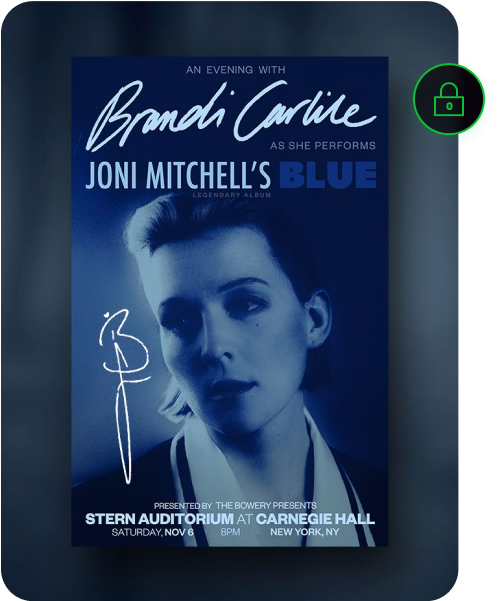 AN EVENING WITH
Brandi Carlile
AS SHE PERFORMS
JONI MITCHELL'S BLUE
LEGENDARY ALBUM
PRESENTED BY THE BOWERY PRESENTS
STERN AUDITORIUM AT CARNEGIE HALL
SATURDAY, NOV 6 8PM NEW YORK, NY